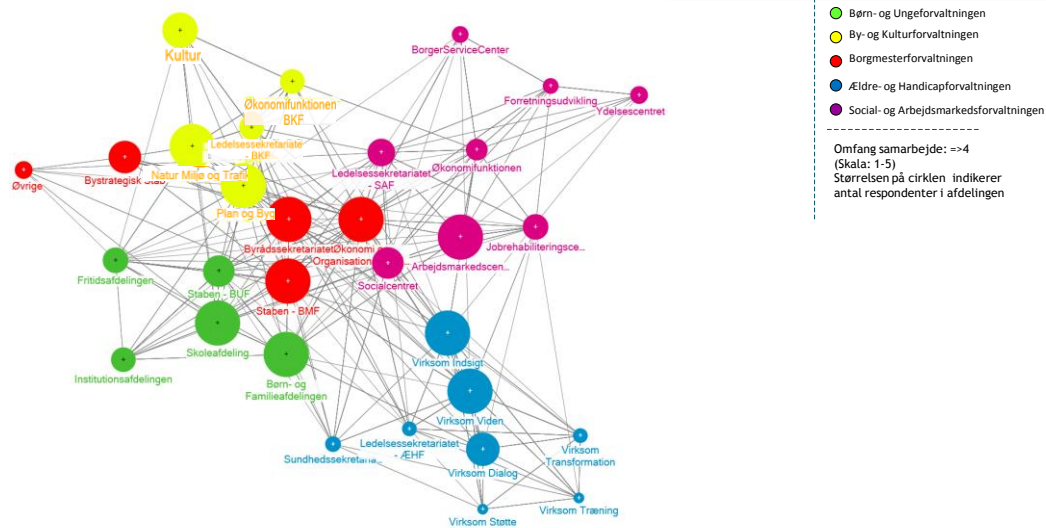 Børn- og Ungeforvaltningen
By- og Kulturforvaltningen
Borgmesterforvaltningen
Ældre- og Handicapforvaltningen
Social- og Arbejdsmarkedsforvaltningen
Omfang samarbejde: =>4
(Skala: 1-5)
Størrelsen på cirklen indikerer
antal respondenter i afdelingen
Kultur
BorgerServiceCenter
Økonomifunktionen
BKF
Forretningsudvikling
Ydelsescentret
Ledelsessekretariate
- BKF
Ledelsessekretariatet
- SAF
Økonomifunktionen
Øvrige
Bystrategisk Stab
Natur Miljø og Trafik
Plan og Byg
Byrådssekretariatet
Økonomi
Organisation
Arbejdsmarkedscen...
Jobrehabiliteringsce...
Socialcentret
Fritidsafdelingen
Staben - BUF
Staben - BMF
Skoleafdeling
Institutionsafdelingen
Børn- og
Familieafdelingen
Virksom Indsigt
Virksom Viden
Sundhedssekretaria...
Ledelsessekretariatet
- ÆHF
Virksom Dialog
Virksom
Transformation
Virksom Støtte
Virksom Træning